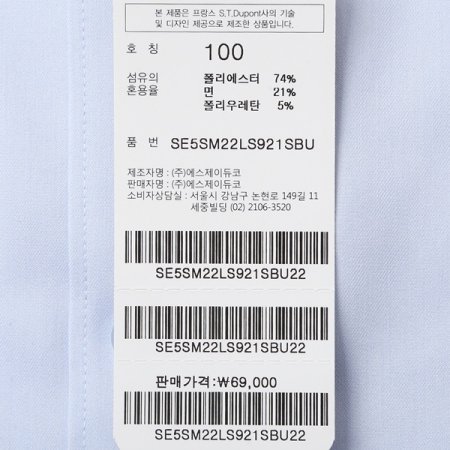 본 제품은 프랑스 S.T.Dupont사의 기술
및 디자인 제공으로 제조한 상품입니다.
호 칭 100
섬유의 폴리에스터 74%
혼용율 면 21%
폴리우레탄 5%
품 번 SE5SM22LS921SBU
제조자명 : (주)에스제이듀코
판매자명 : (주)에스제이듀코
소비자상담실 : 서울시 강남구 논현로 149길 11
세중빌딩 (02) 2106-3520
SE5SM22LS921SBU22
SE5SM22LS921SBU22
판매가격:₩69,000
SE5SM22LS921SBU22